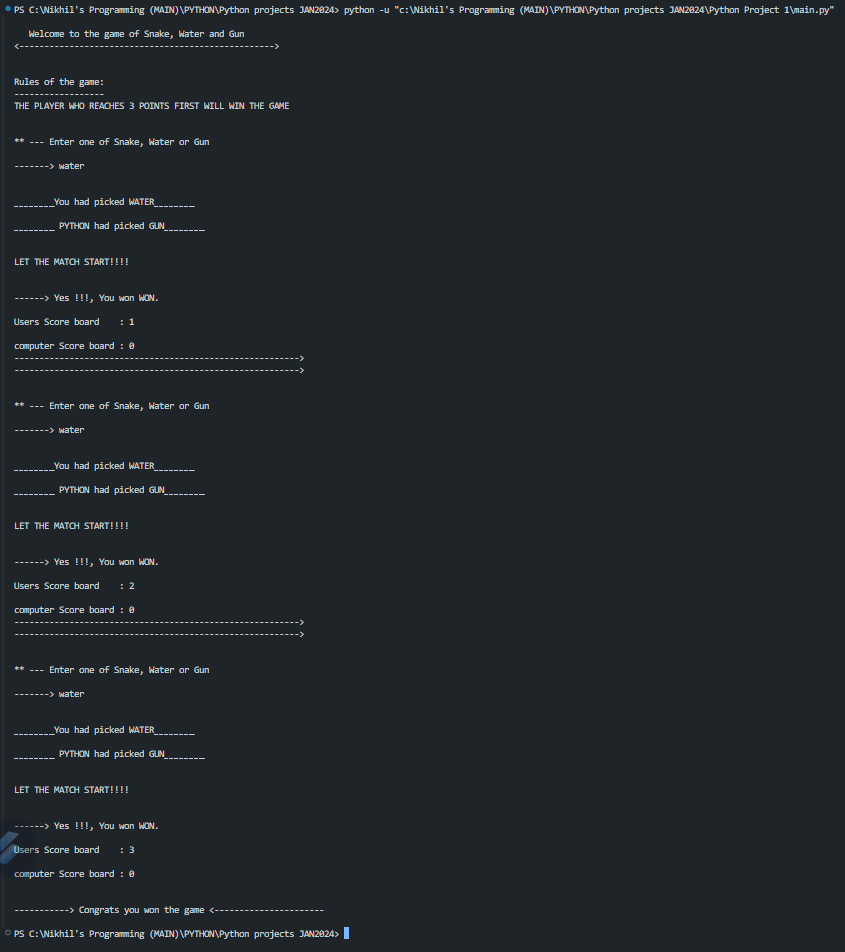 PS C:\Nikhil's Programming (MAIN)\PYTHON\Python projects JAN2024> python -u "c:\Nikhil's Programming (MAIN)\PYTHON\Python projects JAN2024\Python Project 1\main.py"
Welcome to the game of Snake, Water and Gun
<--------------------------------------------------->
Rules of the game:
------------------
THE PLAYER WHO REACHES 3 POINTS FIRST WILL WIN THE GAME
** --- Enter one of Snake, Water or Gun
-------> water
________You had picked WATER________
________ PYTHON had picked GUN________
LET THE MATCH START!!!!
------> Yes !!!, You won WON.
Users Score board    : 1
computer Score board : 0
--------------------------------------------------------->
--------------------------------------------------------->
** --- Enter one of Snake, Water or Gun
-------> water
________You had picked WATER________
________ PYTHON had picked GUN________
LET THE MATCH START!!!!
------> Yes !!!, You won WON.
Users Score board    : 2
computer Score board : 0
--------------------------------------------------------->
--------------------------------------------------------->
** --- Enter one of Snake, Water or Gun
-------> water
________You had picked WATER________
________ PYTHON had picked GUN________
LET THE MATCH START!!!!
------> Yes !!!, You won WON.
Users Score board    : 3
computer Score board : 0
-----------> Congrats you won the game <----------------------
PS C:\Nikhil's Programming (MAIN)\PYTHON\Python projects JAN2024>